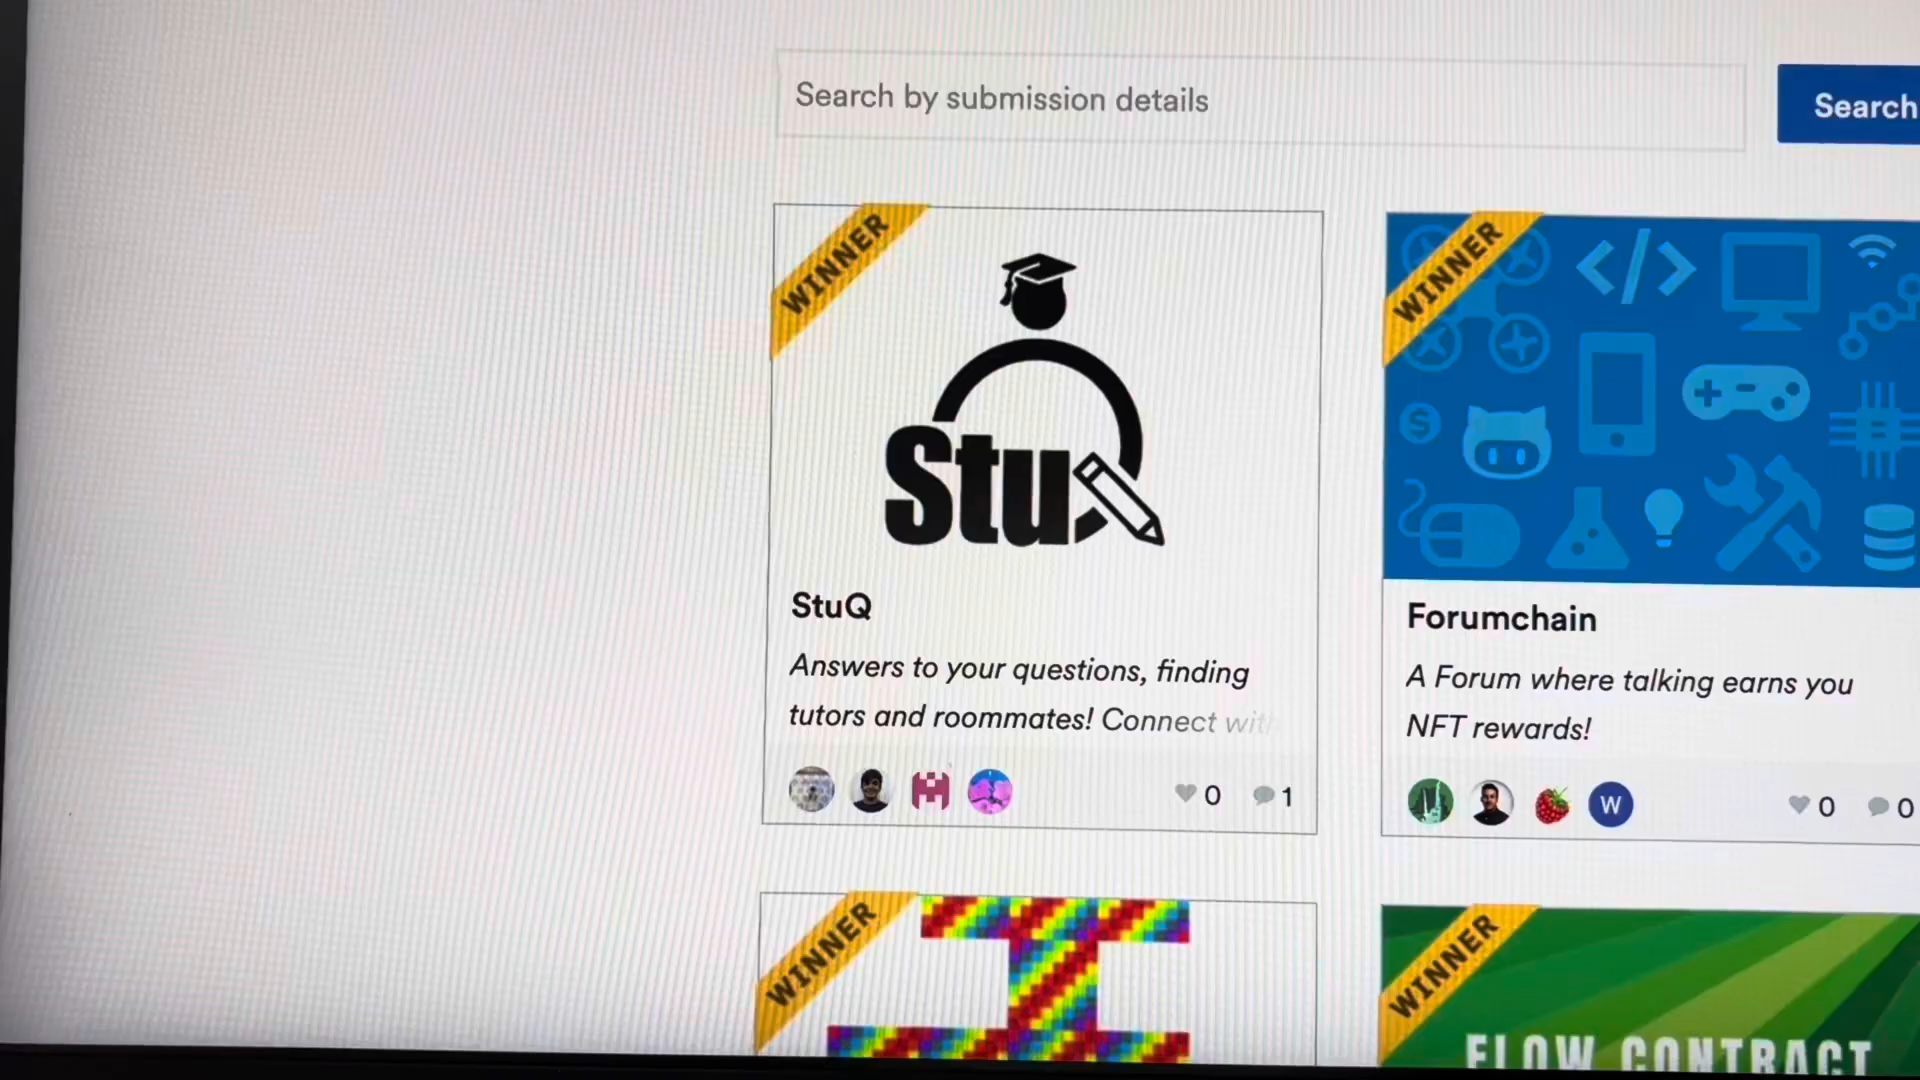 Search by submission details
Search
WINNER
WINNER
Stu
StuQ
Forumchain
Answers to your questions, finding
tutors and roommates! Connect with
A Forum where talking earns you
NFT rewards!
0
1
W
0
0
WINNER
WINNER
FLOW CONTRACT